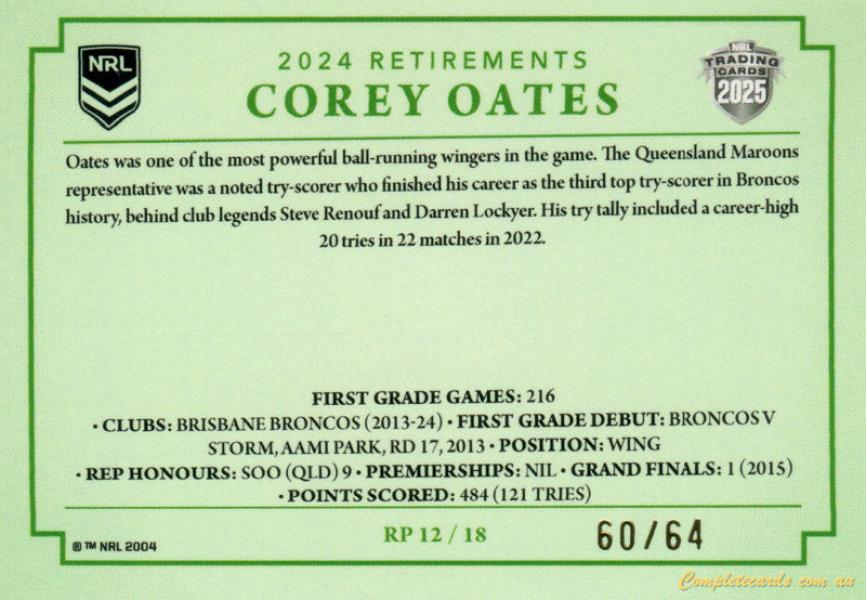 NRL
2024 RETIREMENTS
COREY OATES
NRL
TRADING
CARDS
2025
Oates was one of the most powerful ball-running wingers in the game. The Queensland Maroons
representative was a noted try-scorer who finished his career as the third top try-scorer in Broncos
history, behind club legends Steve Renouf and Darren Lockyer. His try tally included a career-high
20 tries in 22 matches in 2022.
FIRST GRADE GAMES: 216
• CLUBS: BRISBANE BRONCOS (2013-24) • FIRST GRADE DEBUT: BRONCOS V
STORM, AAMI PARK, RD 17, 2013 • POSITION: WING
• REP HONOURS: SOO (QLD) 9 • PREMIERSHIPS: NIL • GRAND FINALS: 1 (2015)
• POINTS SCORED: 484 (121 TRIES)
® TM NRL 2004
RP 12 / 18
60/64
Completecards.com.au